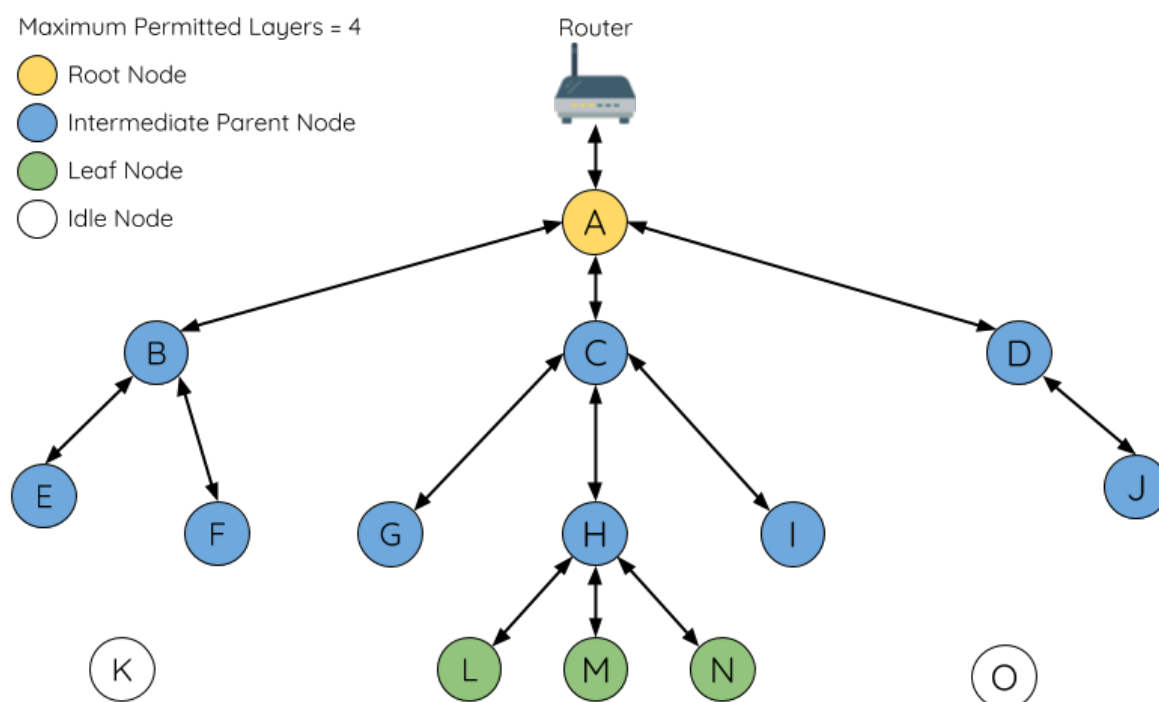 Maximum Permitted Layers = 4
Router
Root Node
Intermediate Parent Node
Leaf Node
Idle Node
A
B
C
D
E
F
G
H
I
J
K
L
M
N
O